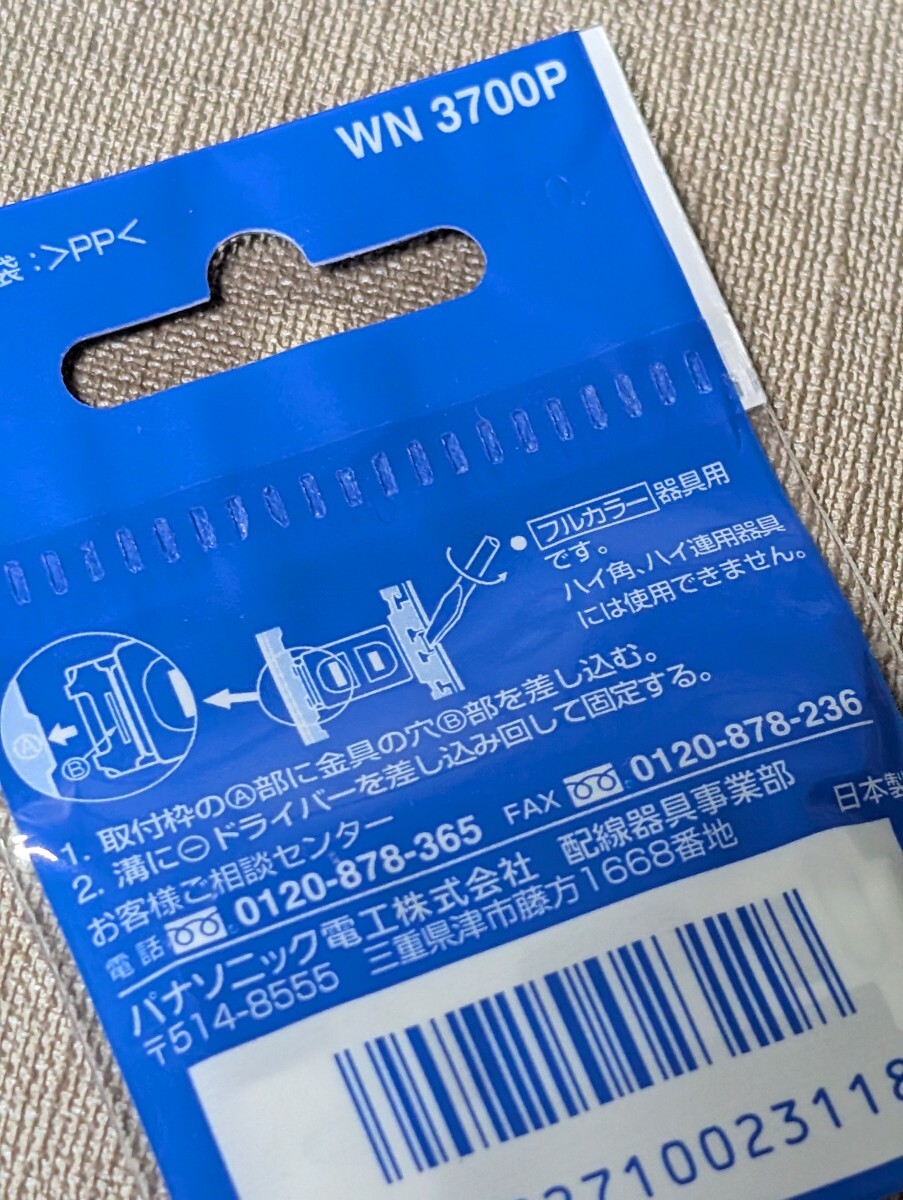 WN 3700P
袋:>PP<
●フルカラー器具用
です。
ハイ角、ハイ連用器具
には使用できません。
Ⓐ
Ⓑ
1. 取付枠のⒶ部に金具の穴Ⓑ部を差し込む。
2. 溝に⊖ドライバーを差し込み回して固定する。
お客様ご相談センター
電話 0120-878-365 FAX 0120-878-236
パナソニック電工株式会社 配線器具事業部
〒514-8555 三重県津市藤方1668番地
日本製
2710023118